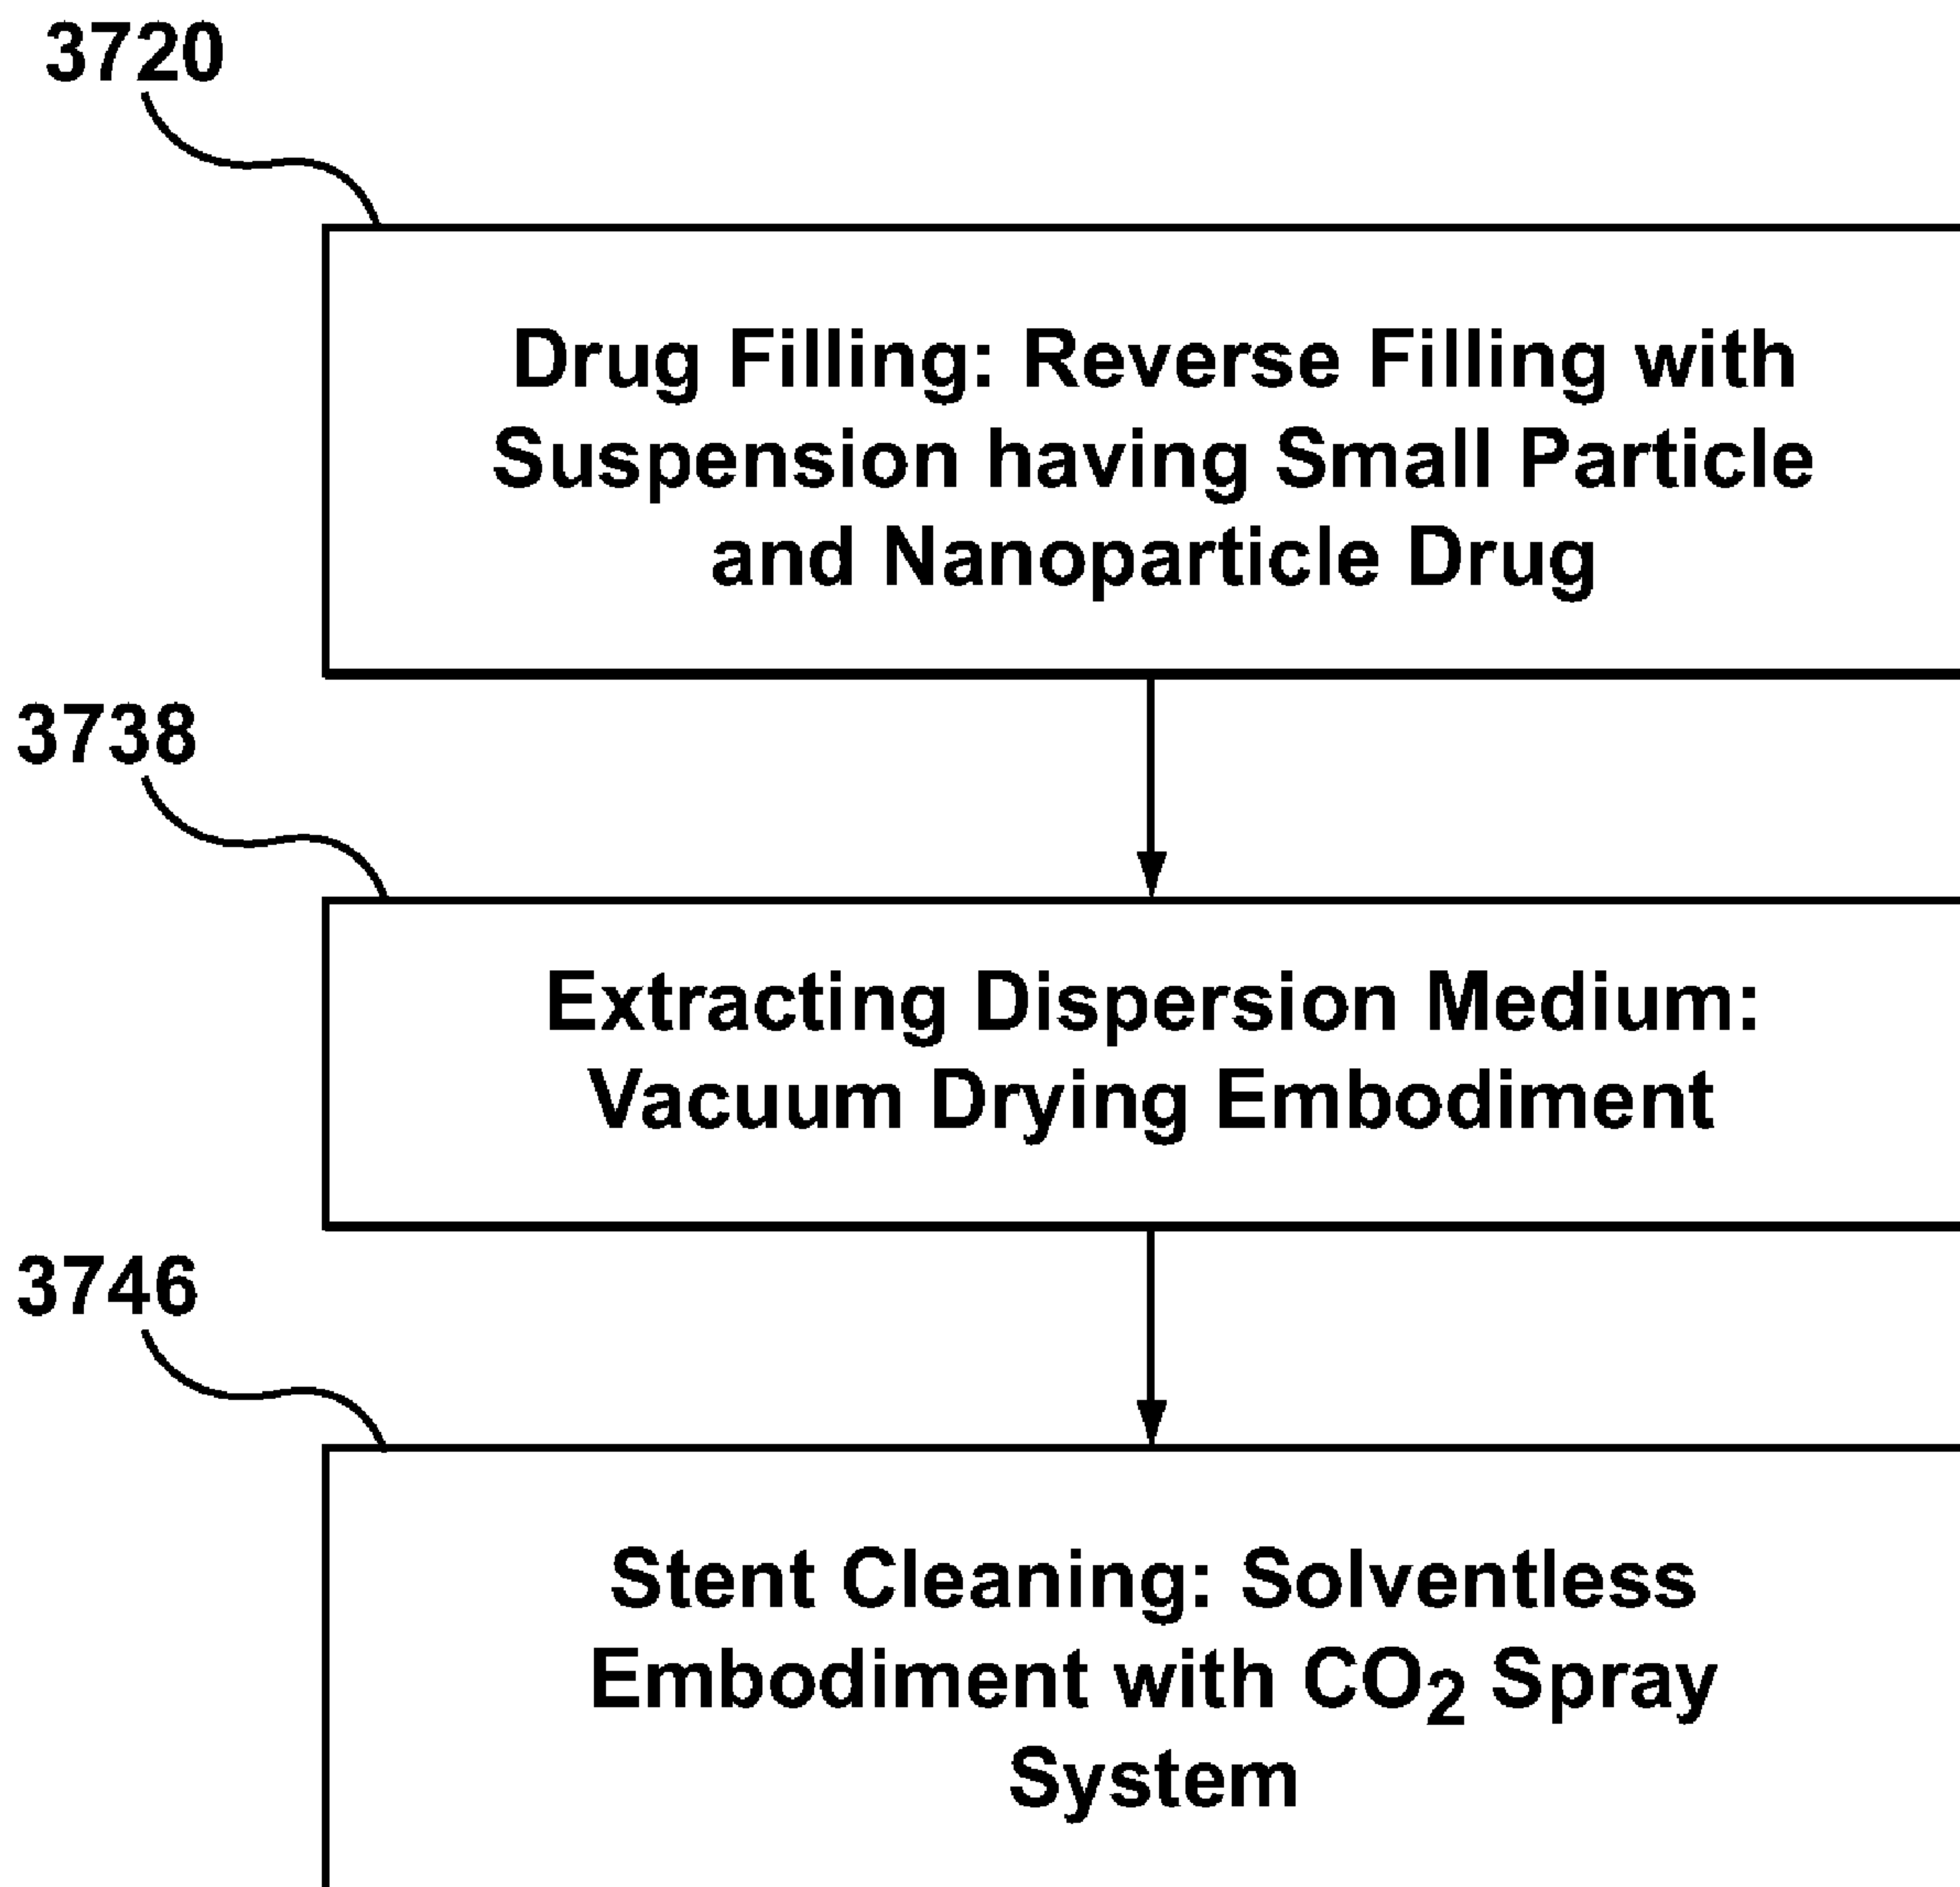 3720
Drug Filling: Reverse Filling with
Suspension having Small Particle
and Nanoparticle Drug
3738
Extracting Dispersion Medium:
Vacuum Drying Embodiment
3746
Stent Cleaning: Solventless
Embodiment with CO2 Spray
System